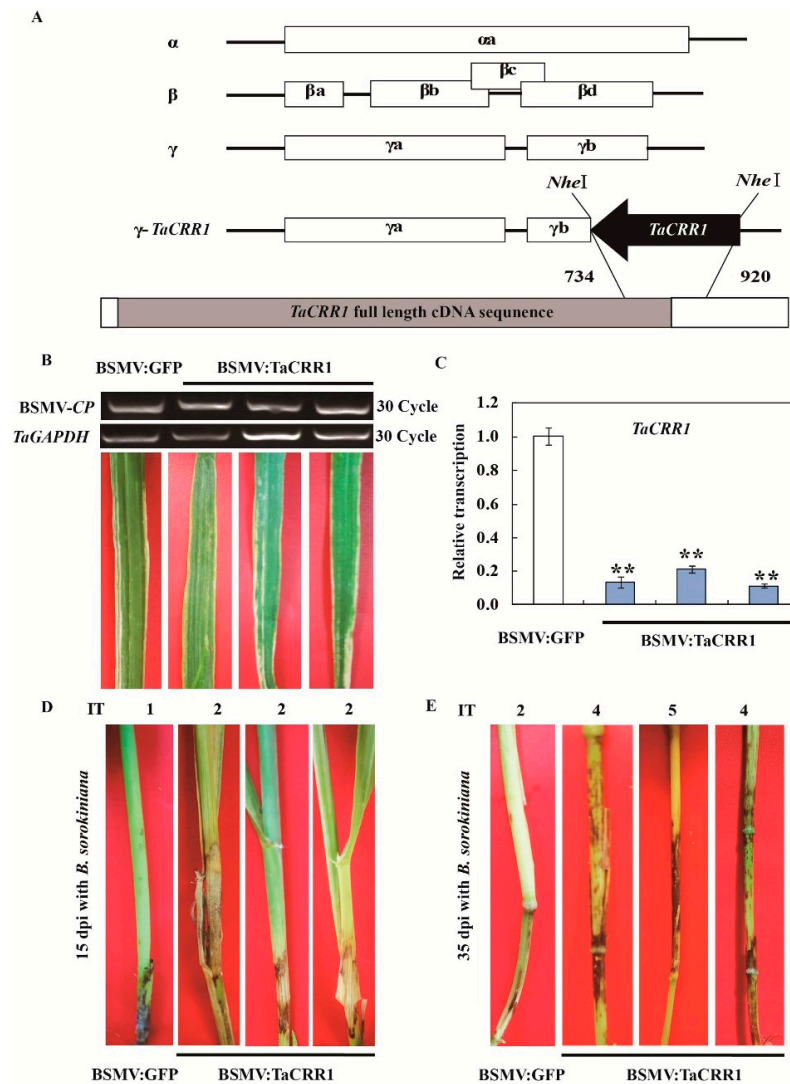 A
α
αa
β
βa
βb
βc
βd
γ
γa
γb
NheI
NheI
γ-TaCRR1
γa
γb
TaCRR1
734
920
TaCRR1 full length cDNA sequnence
B
BSMV:GFP
BSMV:TaCRR1
BSMV-CP
30 Cycle
TaGAPDH
30 Cycle
C
Relative transcription
1.2
1.0
0.8
0.6
0.4
0.2
0.0
TaCRR1
**
**
**
BSMV:GFP
BSMV:TaCRR1
D
IT
1
2
2
2
15 dpi with B. sorokiniana
BSMV:GFP
BSMV:TaCRR1
E
IT
2
4
5
4
35 dpi with B. sorokiniana
BSMV:GFP
BSMV:TaCRR1